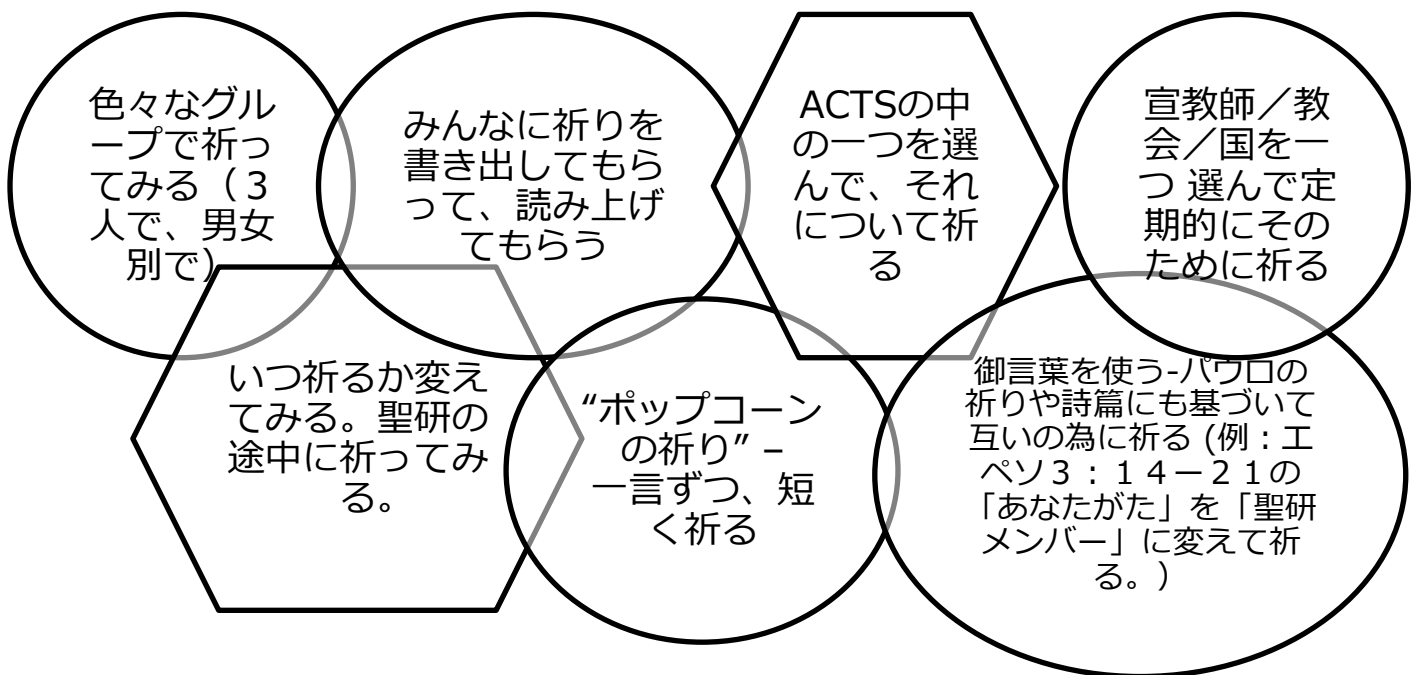 色々なグル
ープで祈っ
てみる（３
人で、男女
別で）
みんなに祈りを
書き出してもら
って、読み上げ
てもらう
ACTSの中
の一つを選
んで、それ
について祈
る
宣教師／教
会／国を一
つ 選んで定
期的にその
ために祈る
いつ祈るか変え
てみる。聖研の
途中に祈ってみ
る。
“ポップコーン
の祈り” –
一言ずつ、短
く祈る
御言葉を使う-パウロの
祈りや詩篇にも基づいて
互いの為に祈る (例：エ
ペソ３：１４－２１の
「あなたがた」を「聖研
メンバー」に変えて祈
る。）